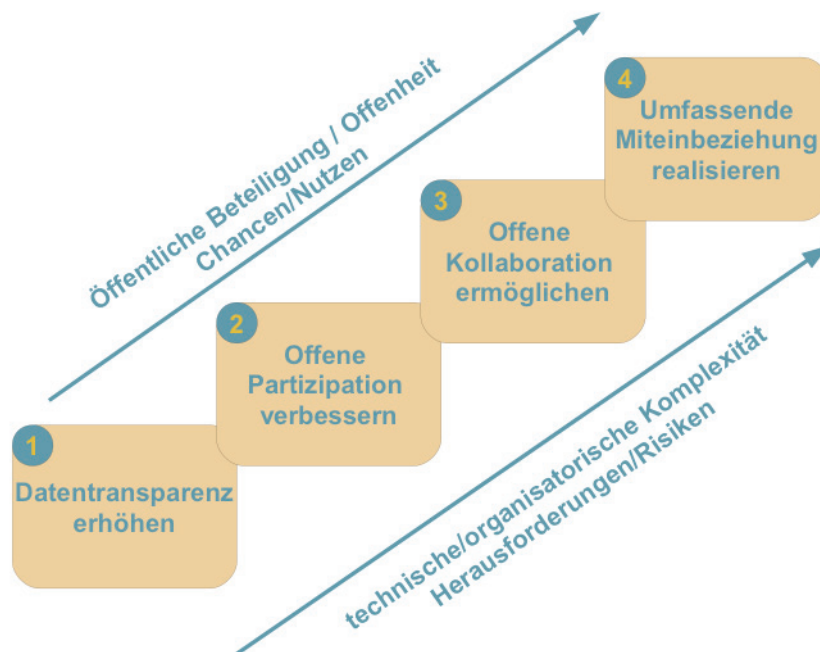 Öffentliche Beteiligung / Offenheit
Chancen/Nutzen
4
Umfassende
Miteinbeziehung
realisieren
3
Offene
Kollaboration
ermöglichen
2
Offene
Partizipation
verbessern
1
Datentransparenz
erhöhen
technische/organisatorische Komplexität
Herausforderungen/Risiken